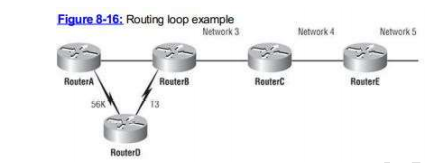 Figure 8-16: Routing loop example
Network 3 Network 4 Network 5
RouterA RouterB RouterC RouterE
56K T3
RouterD